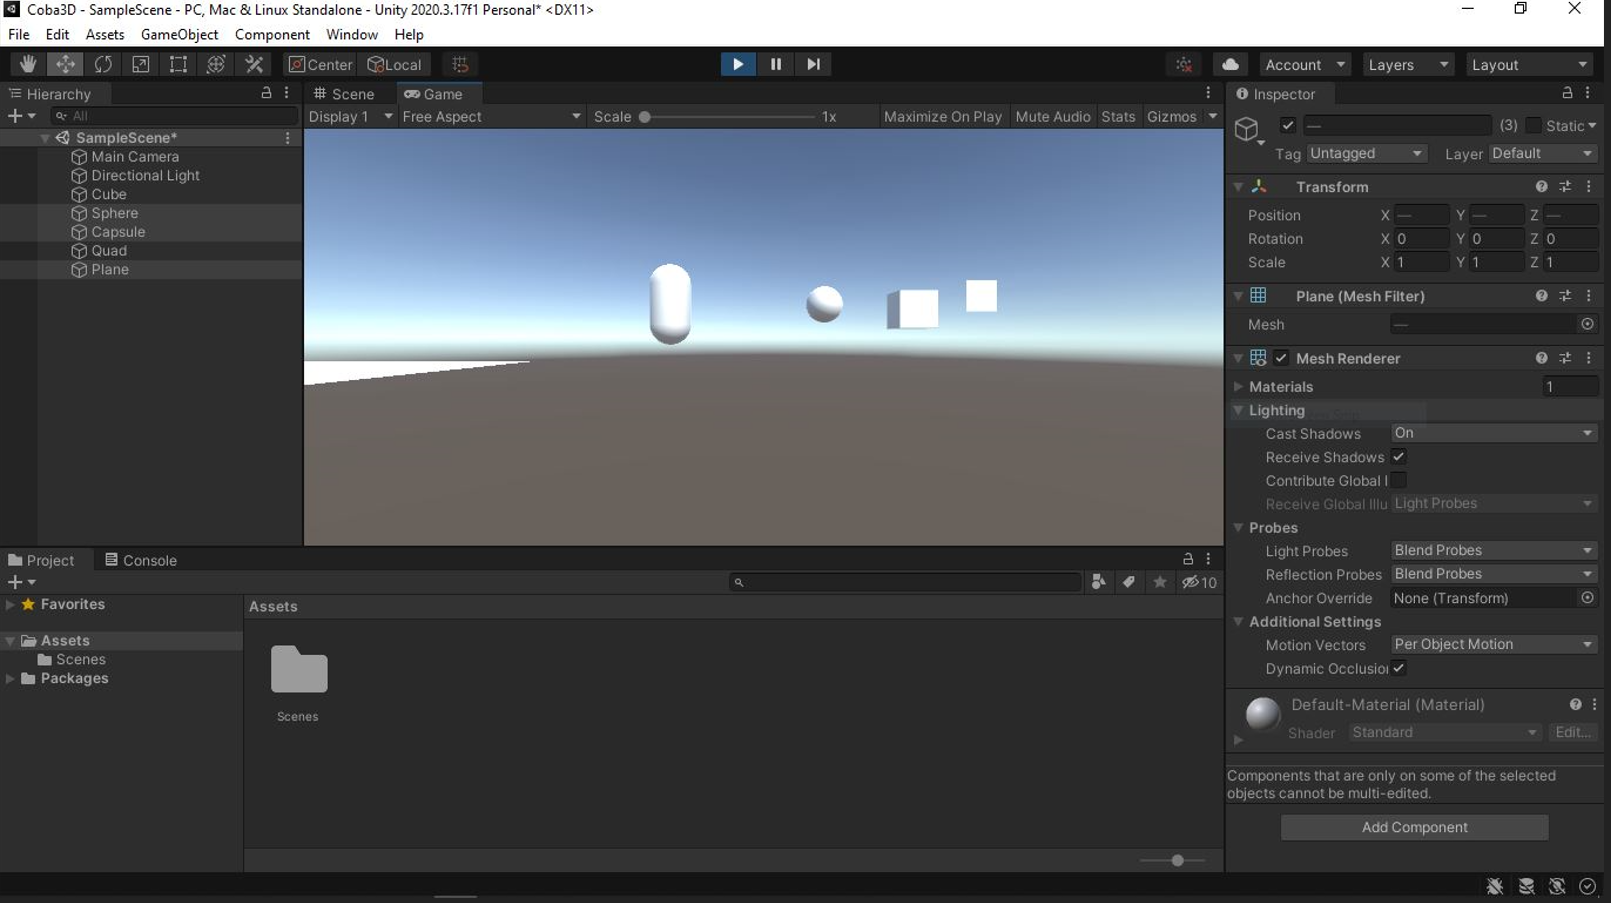 Coba3D - SampleScene - PC, Mac & Linux Standalone - Unity 2020.3.17f1 Personal* <DX11>
File Edit Assets GameObject Component Window Help
Center Local Account Layers Layout
Hierarchy
All
SampleScene*
Main Camera
Directional Light
Cube
Sphere
Capsule
Quad
Plane
Scene Game
Display 1 Free Aspect Scale 1x Maximize On Play Mute Audio Stats Gizmos
Inspector
— (3) Static
Tag Untagged Layer Default
Transform
Position X — Y — Z —
Rotation X 0 Y 0 Z 0
Scale X 1 Y 1 Z 1
Plane (Mesh Filter)
Mesh —
Mesh Renderer
Materials 1
Lighting
Cast Shadows On
Receive Shadows
Contribute Global I
Receive Global Illu Light Probes
Probes
Light Probes Blend Probes
Reflection Probes Blend Probes
Anchor Override None (Transform)
Additional Settings
Motion Vectors Per Object Motion
Dynamic Occlusion
Default-Material (Material)
Shader Standard Edit...
Components that are only on some of the selected
objects cannot be multi-edited.
Add Component
Project Console
10
Favorites
Assets
Scenes
Packages
Assets
Scenes